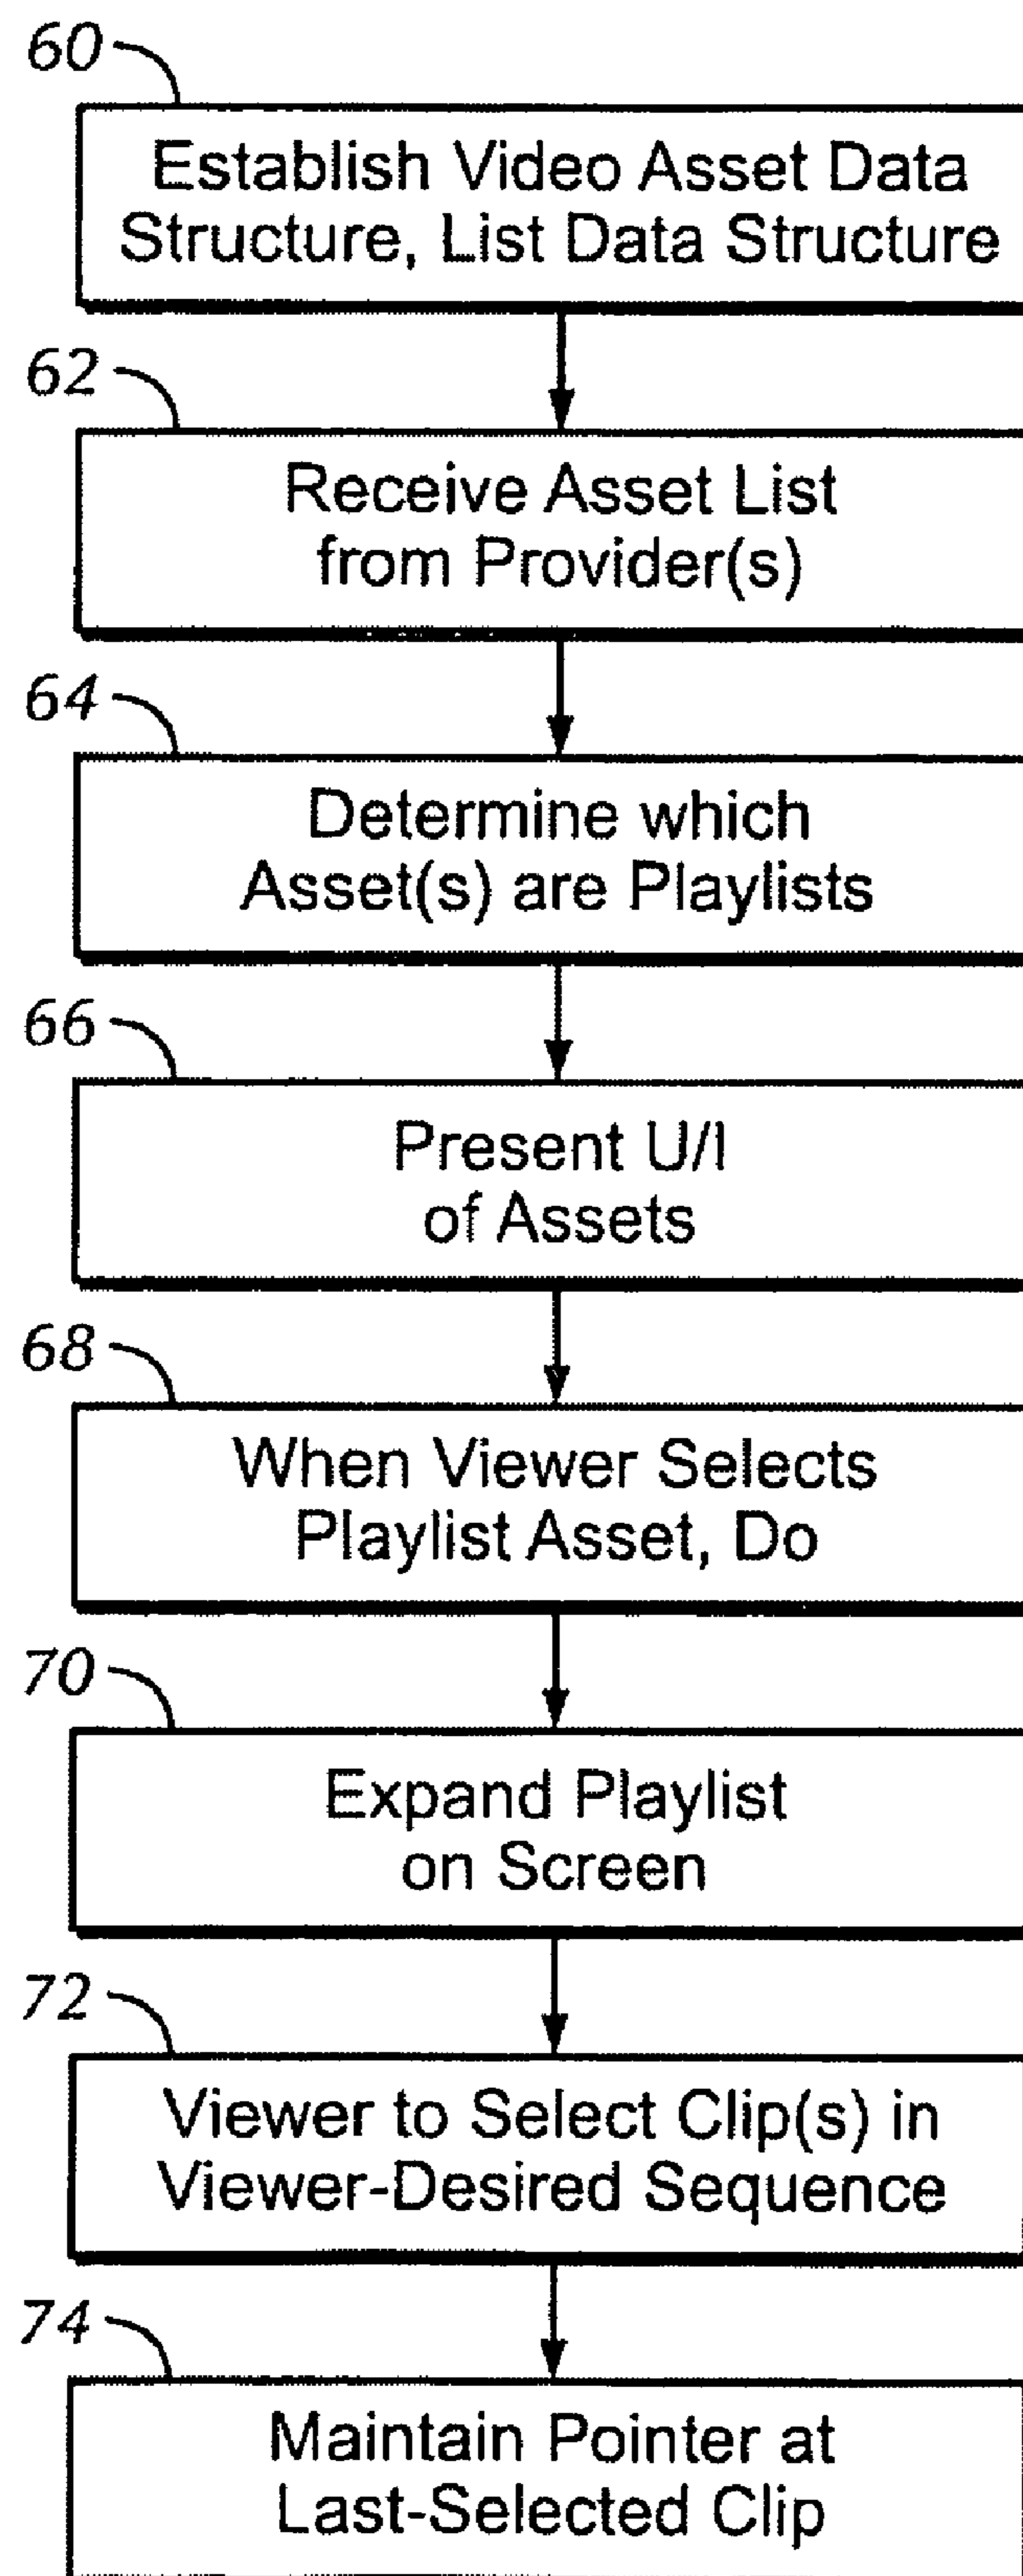 60
Establish Video Asset Data
Structure, List Data Structure
62
Receive Asset List
from Provider(s)
64
Determine which
Asset(s) are Playlists
66
Present U/I
of Assets
68
When Viewer Selects
Playlist Asset, Do
70
Expand Playlist
on Screen
72
Viewer to Select Clip(s) in
Viewer-Desired Sequence
74
Maintain Pointer at
Last-Selected Clip